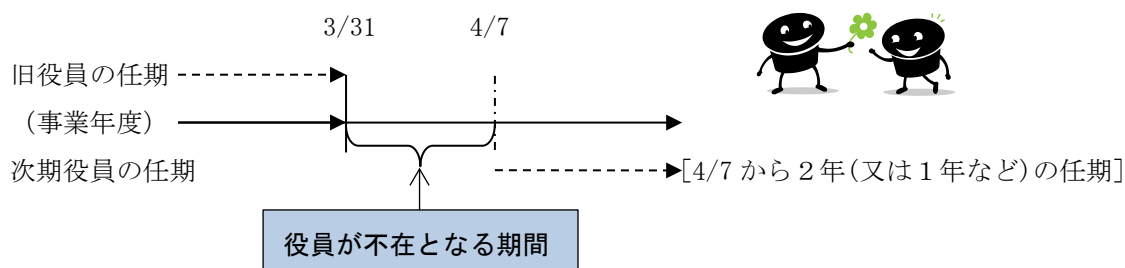 3/31 4/7
旧役員の任期
（事業年度）
次期役員の任期 [4/7 から２年(又は１年など)の任期]
役員が不在となる期間